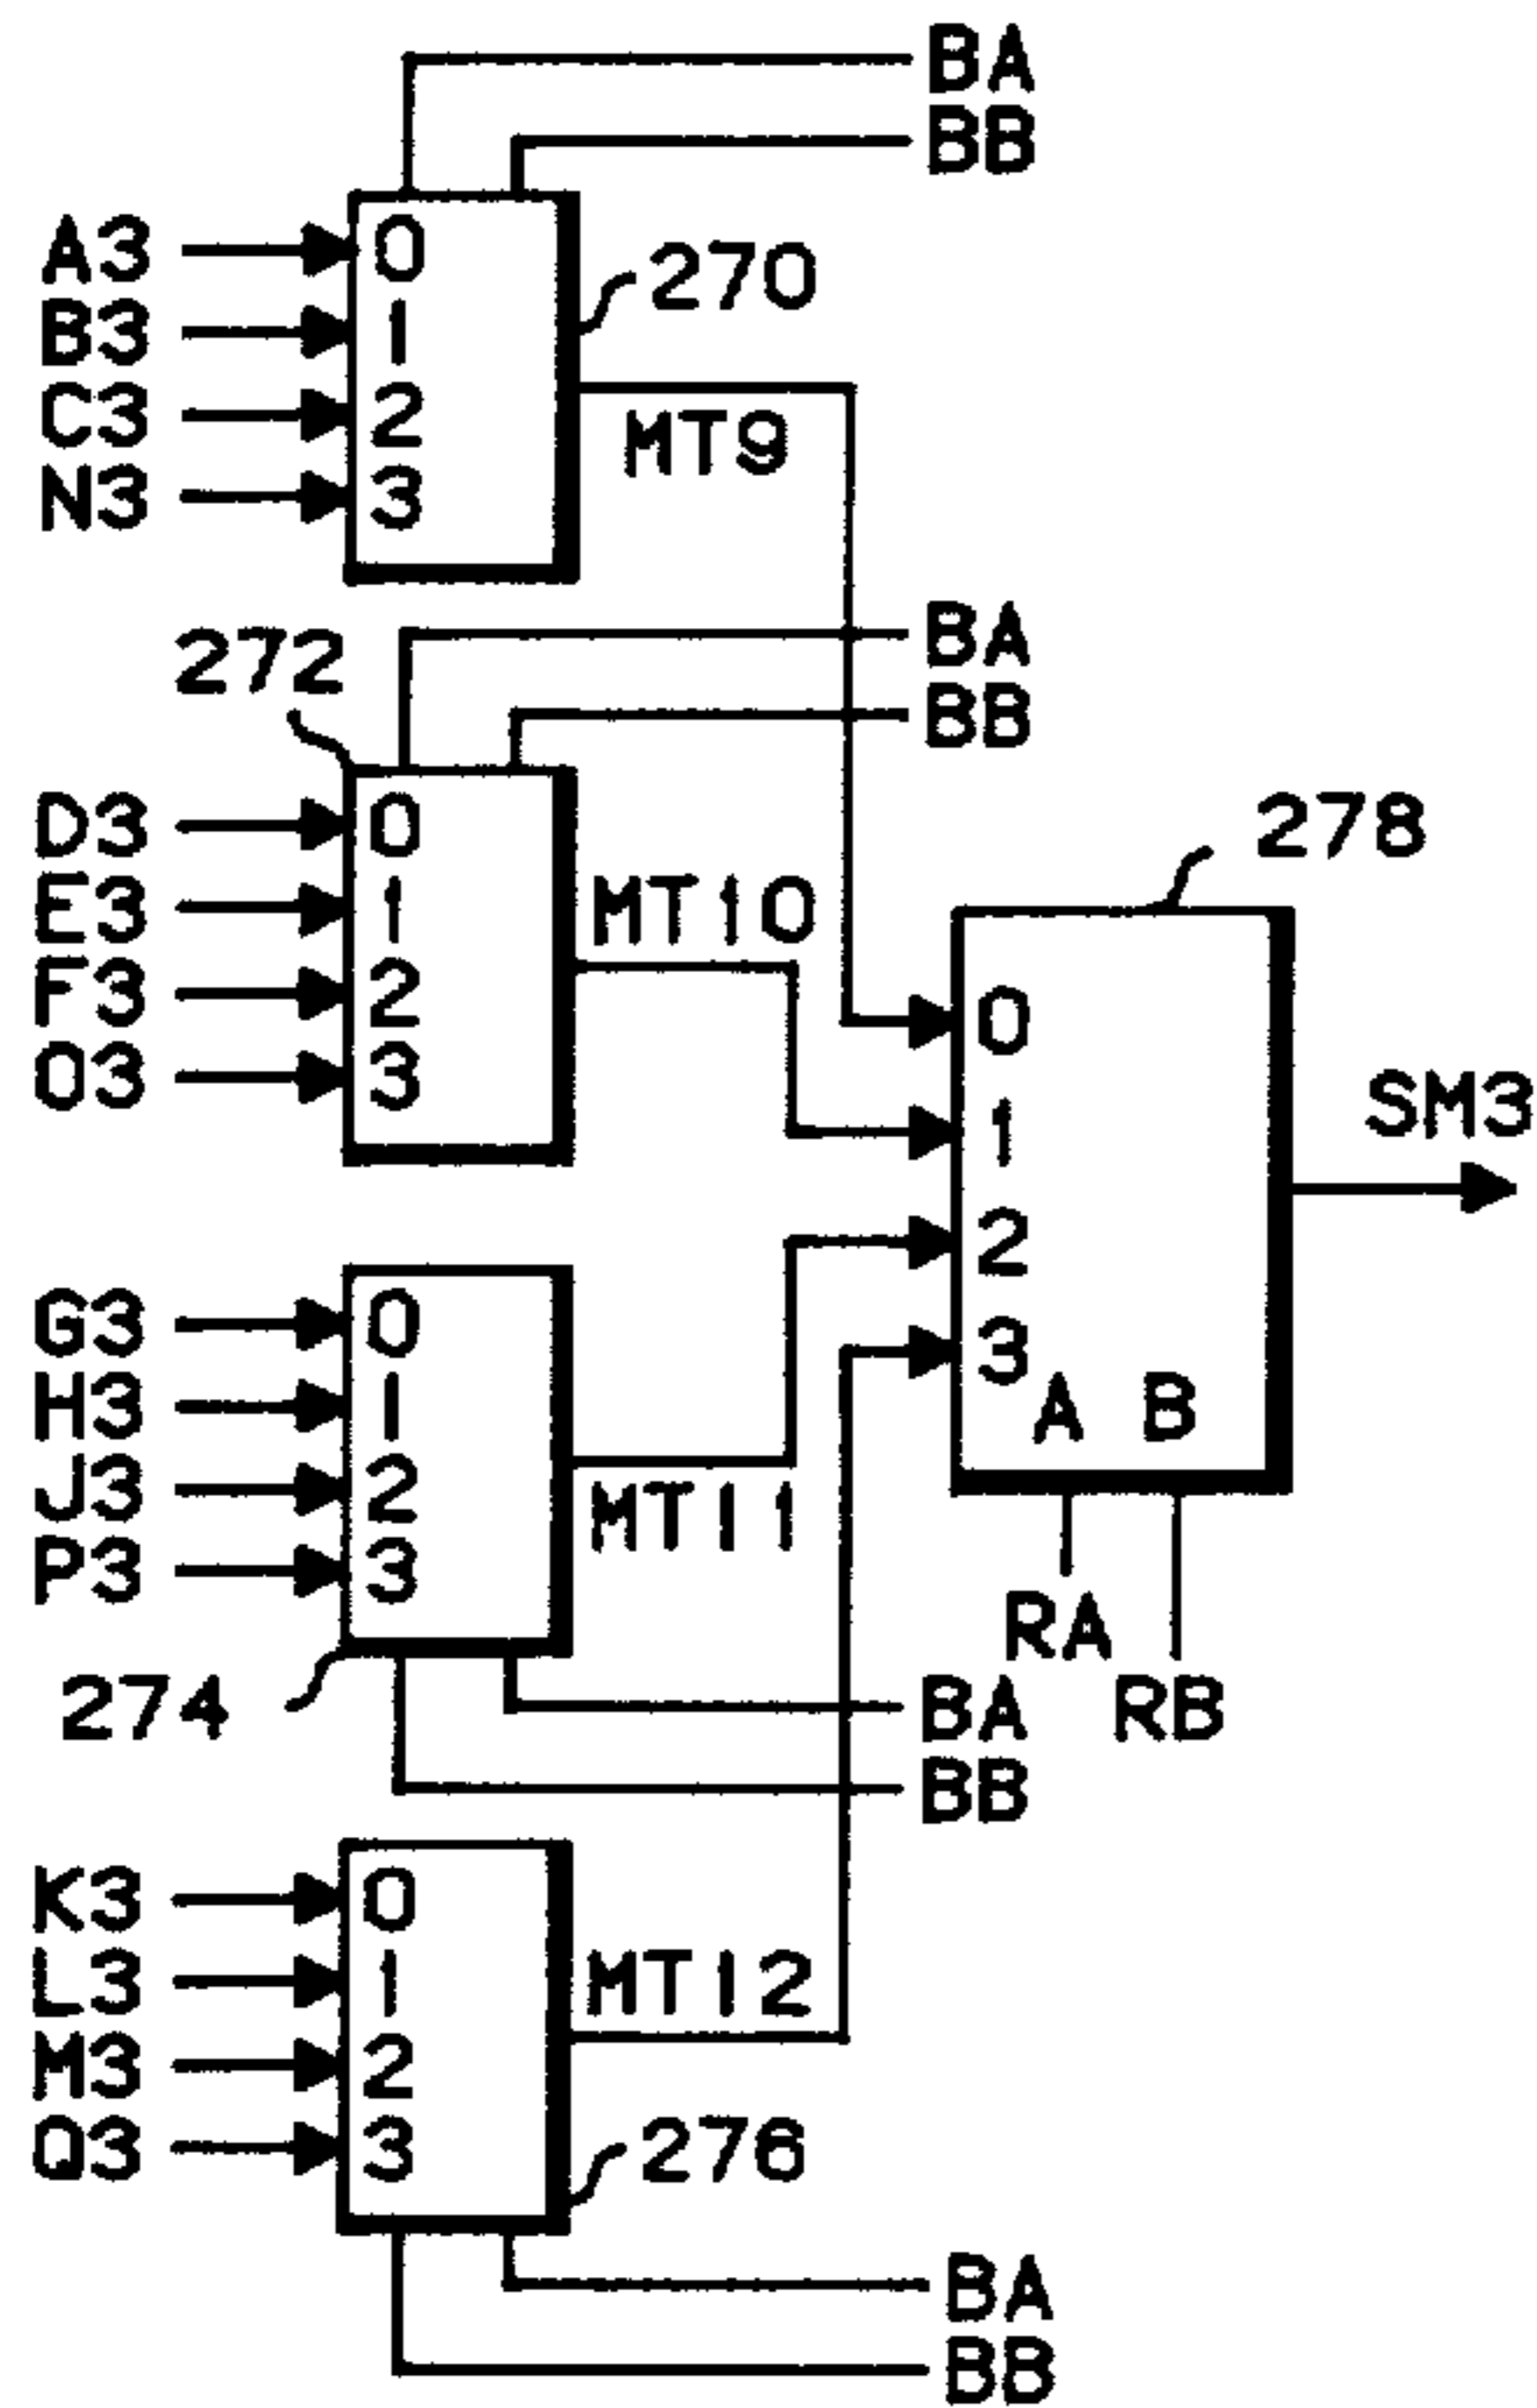 BA
BB
A3 0
B3 1
C3 2
N3 3
270
MT9
272
BA
BB
D3 0
E3 1
F3 2
O3 3
MT10
278
0
1
2
3
A B
SM3
RA
RB
G3 0
H3 1
J3 2
P3 3
MT11
274
BA
BB
K3 0
L3 1
M3 2
Q3 3
MT12
276
BA
BB